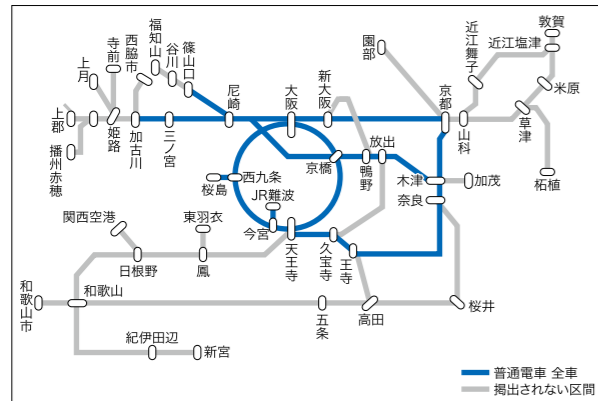 敦賀
近江塩津
近江舞子
園部
福知山
西脇市
寺前
上月
谷川
篠山口
尼崎
大阪
新大阪
京都
山科
米原
草津
柘植
上郡
播州赤穂
姫路
加古川
三ノ宮
京橋
鴨野
放出
木津
加茂
奈良
桜島
西九条
JR難波
今宮
天王寺
久宝寺
王寺
関西空港
東羽衣
日根野
鳳
和歌山市
和歌山
五条
高田
桜井
紀伊田辺
新宮
普通電車 全車
掲出されない区間